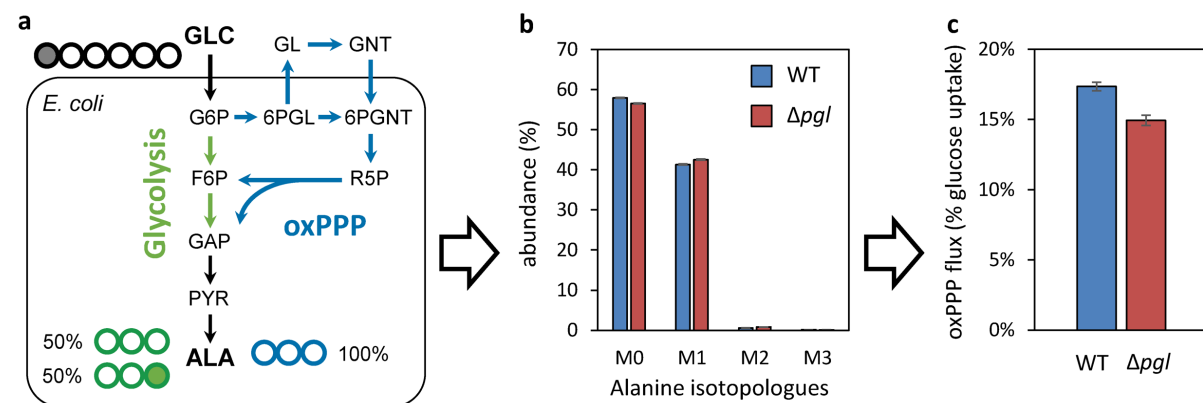 a
GLC
GL
GNT
E. coli
G6P
6PGL
6PGNT
F6P
R5P
Glycolysis
oxPPP
GAP
PYR
50%
50%
ALA
100%
b
abundance (%)
70
60
50
40
30
20
10
0
WT
Δpgl
M0
M1
M2
M3
Alanine isotopologues
c
oxPPP flux (% glucose uptake)
20%
15%
10%
5%
0%
WT
Δpgl